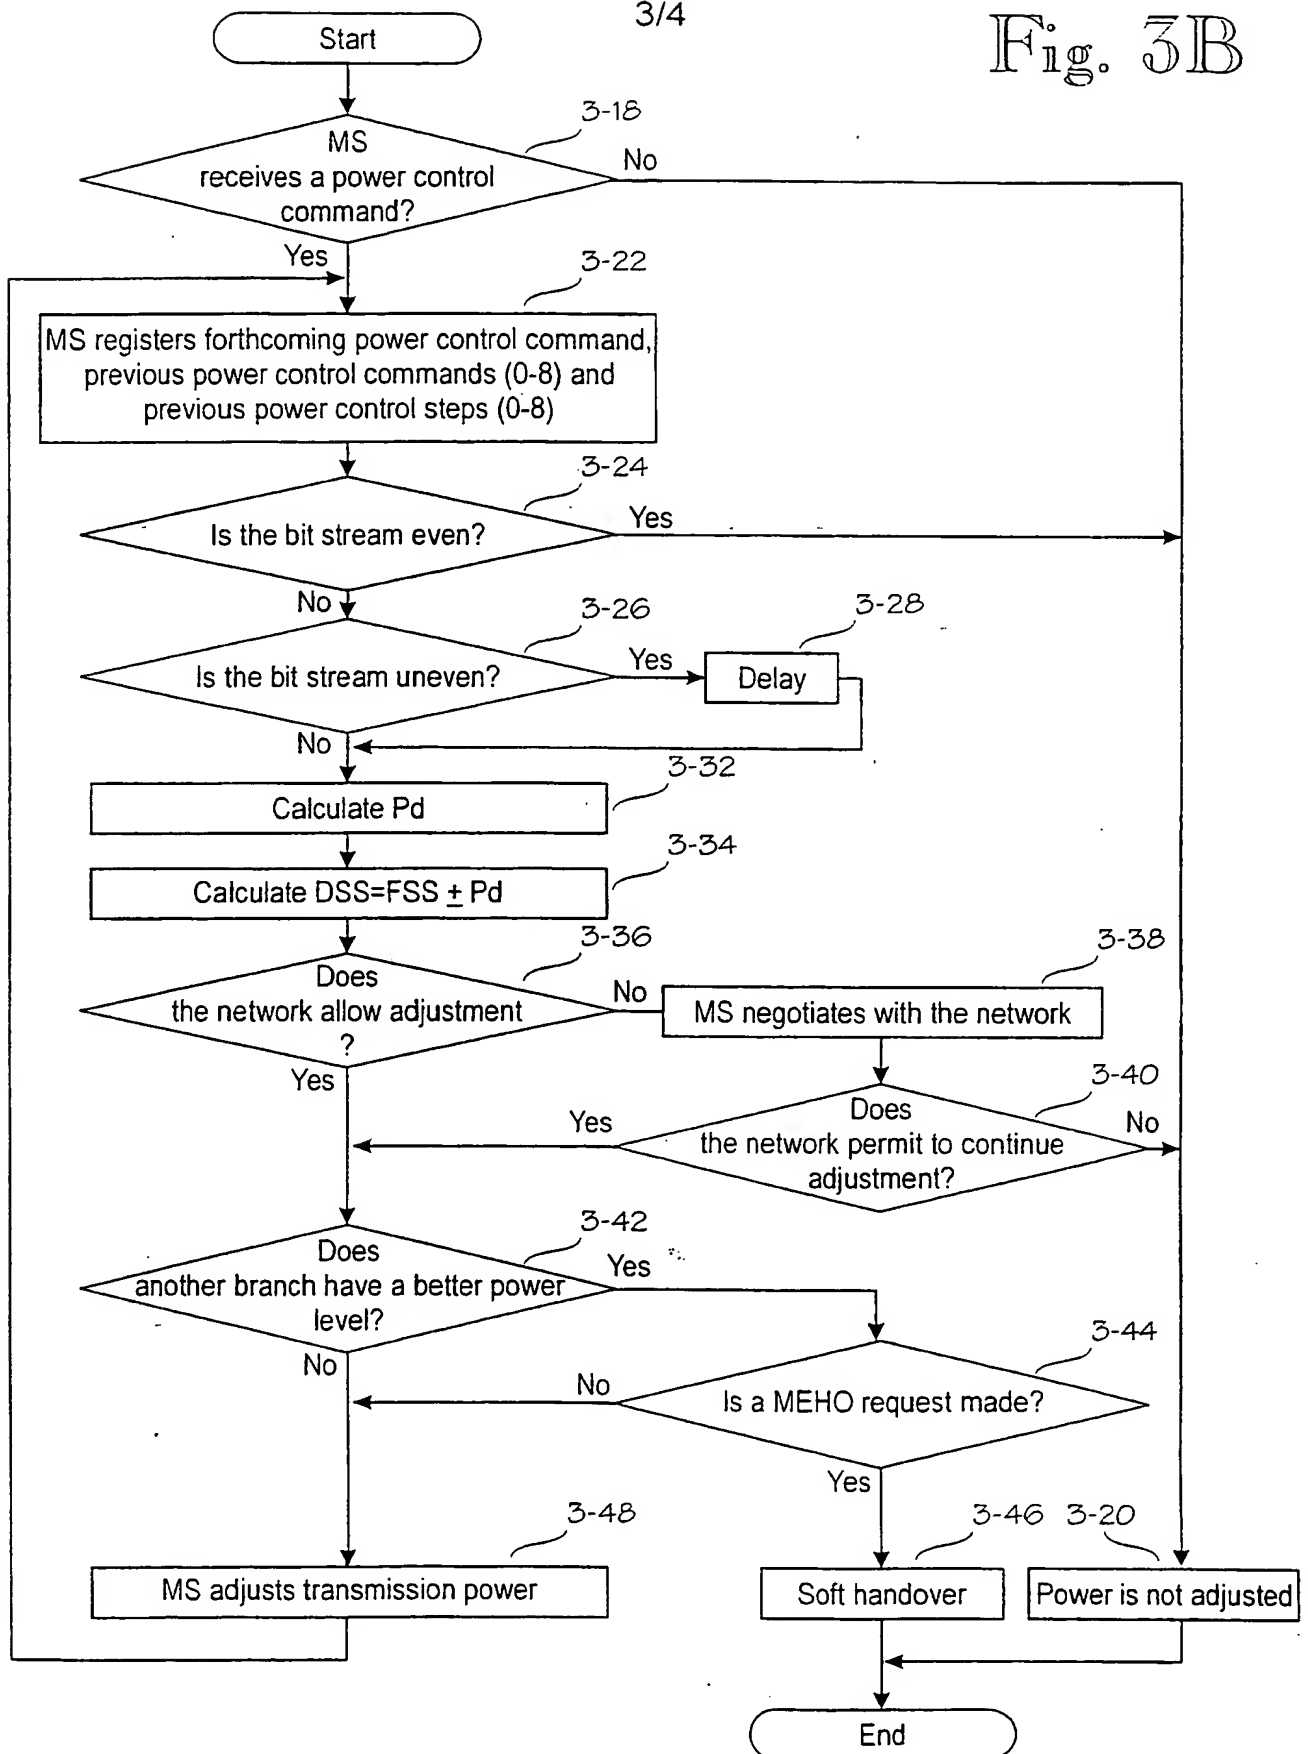 3/4
Fig. 3B
Start
3-18
MS
receives a power control
command?
No
Yes
3-22
MS registers forthcoming power control command,
previous power control commands (0-8) and
previous power control steps (0-8)
3-24
Is the bit stream even?
Yes
No
3-26
Is the bit stream uneven?
Yes
3-28
Delay
No
3-32
Calculate Pd
3-34
Calculate DSS=FSS ± Pd
3-36
Does
the network allow adjustment
?
No
3-38
MS negotiates with the network
Yes
3-40
Does
the network permit to continue
adjustment?
Yes
No
3-42
Does
another branch have a better power
level?
Yes
No
3-44
Is a MEHO request made?
No
Yes
3-48
MS adjusts transmission power
3-46
Soft handover
3-20
Power is not adjusted
End